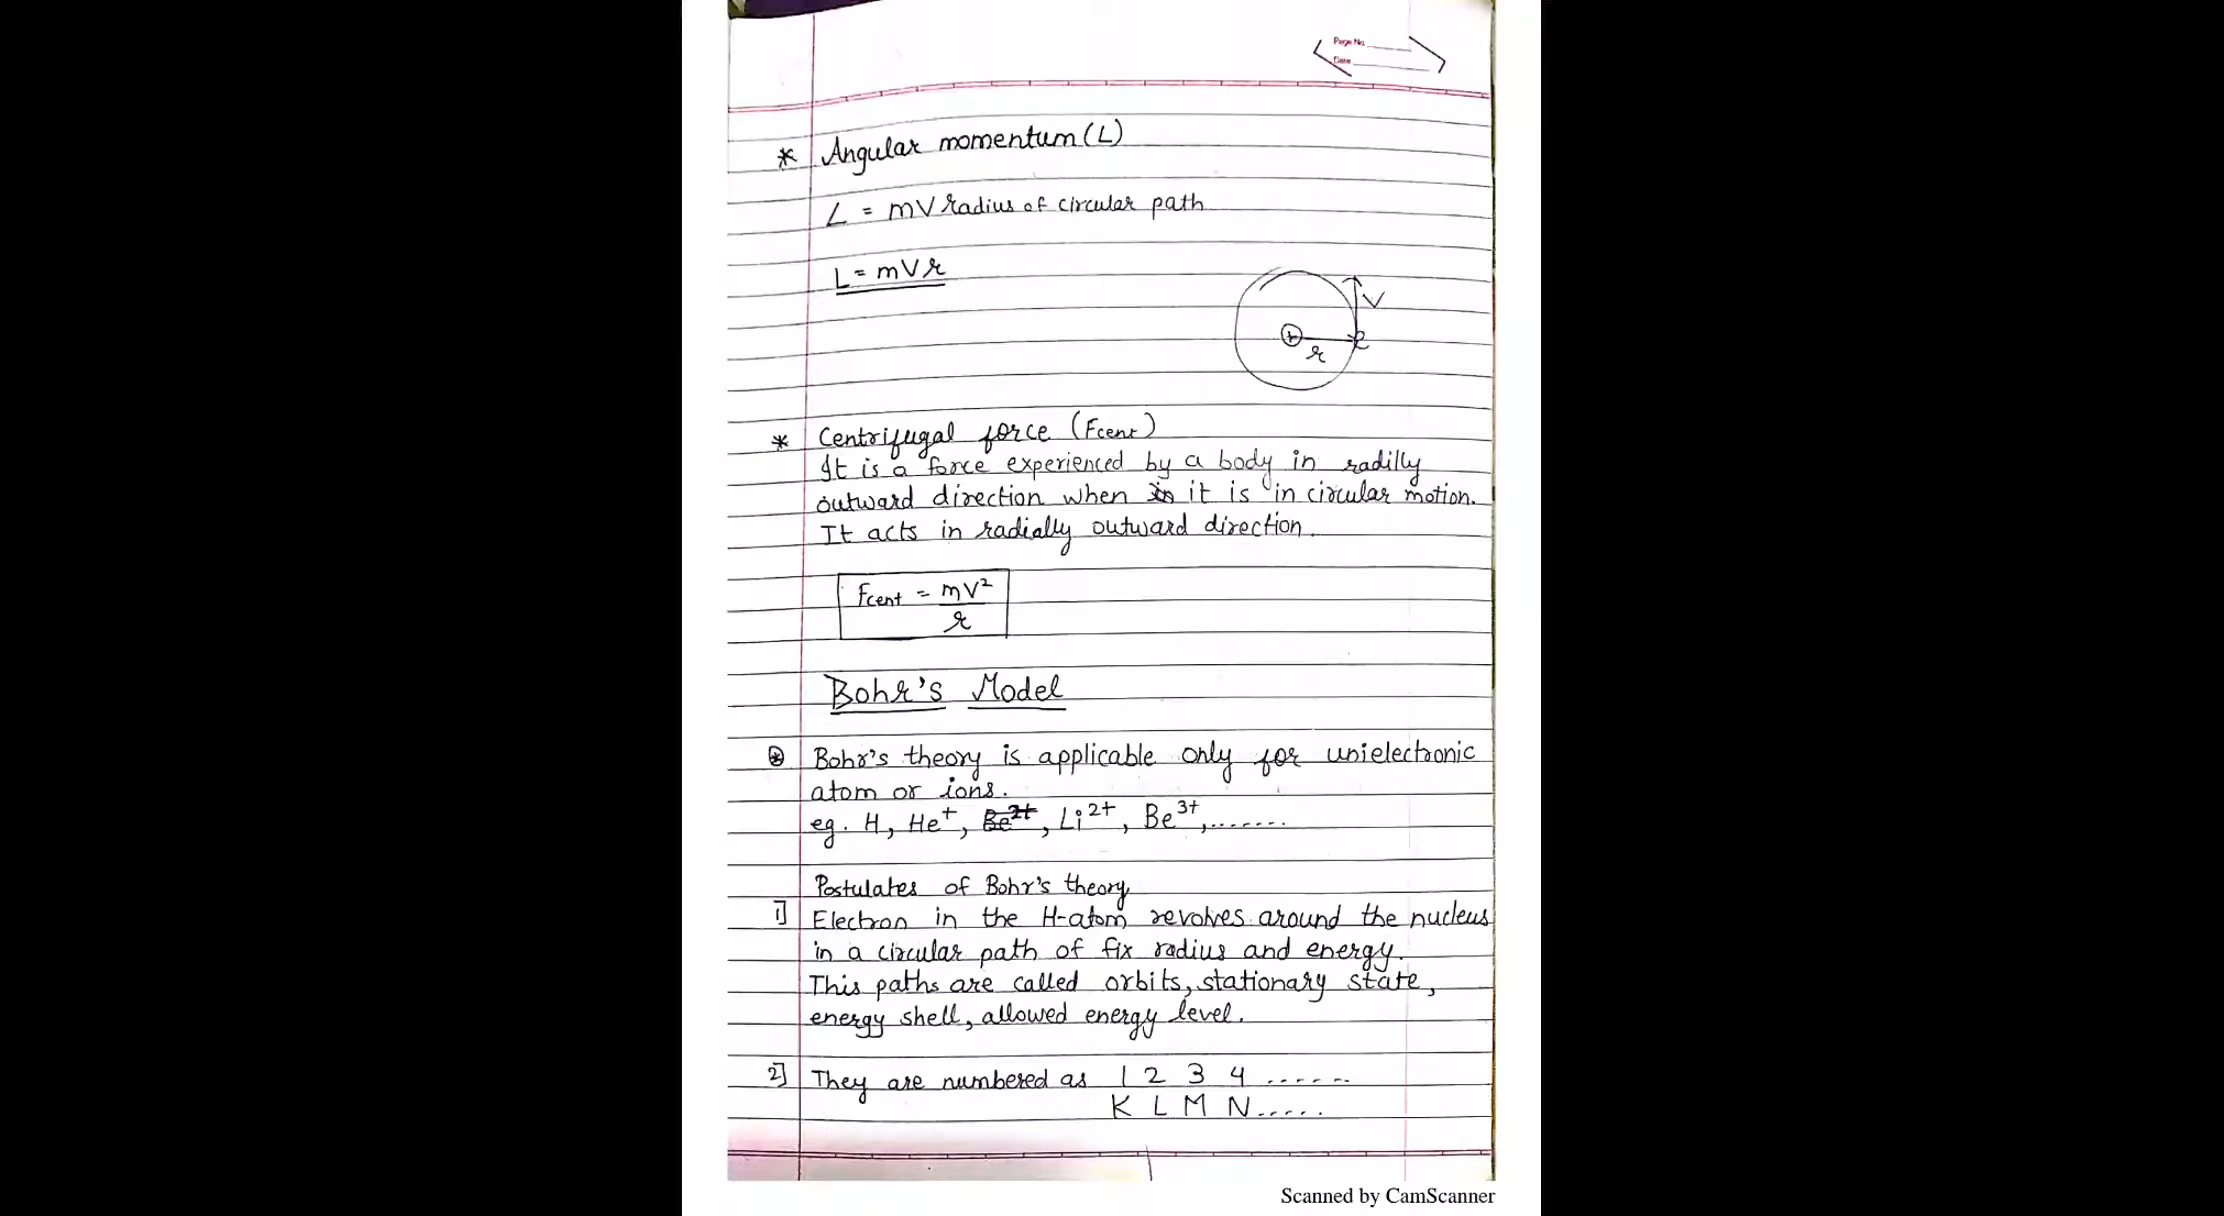 Page No.
Date
* Angular momentum (L)
L = mV radius of circular path
L = mVr
V
+
r
e
* Centrifugal force (Fcent)
It is a force experienced by a body in radilly
outward direction when it is in circular motion.
It acts in radially outward direction.
Fcent = mV²
r
Bohr's Model
Bohr's theory is applicable only for unielectronic
atom or ions.
eg. H, He⁺, B̶e̶²̶⁺̶, Li²⁺, Be³⁺,.......
Postulates of Bohr's theory
1] Electron in the H-atom revolves around the nucleus
in a circular path of fix radius and energy.
This paths are called orbits, stationary state,
energy shell, allowed energy level.
2] They are numbered as 1 2 3 4 ......
K L M N.....
Scanned by CamScanner